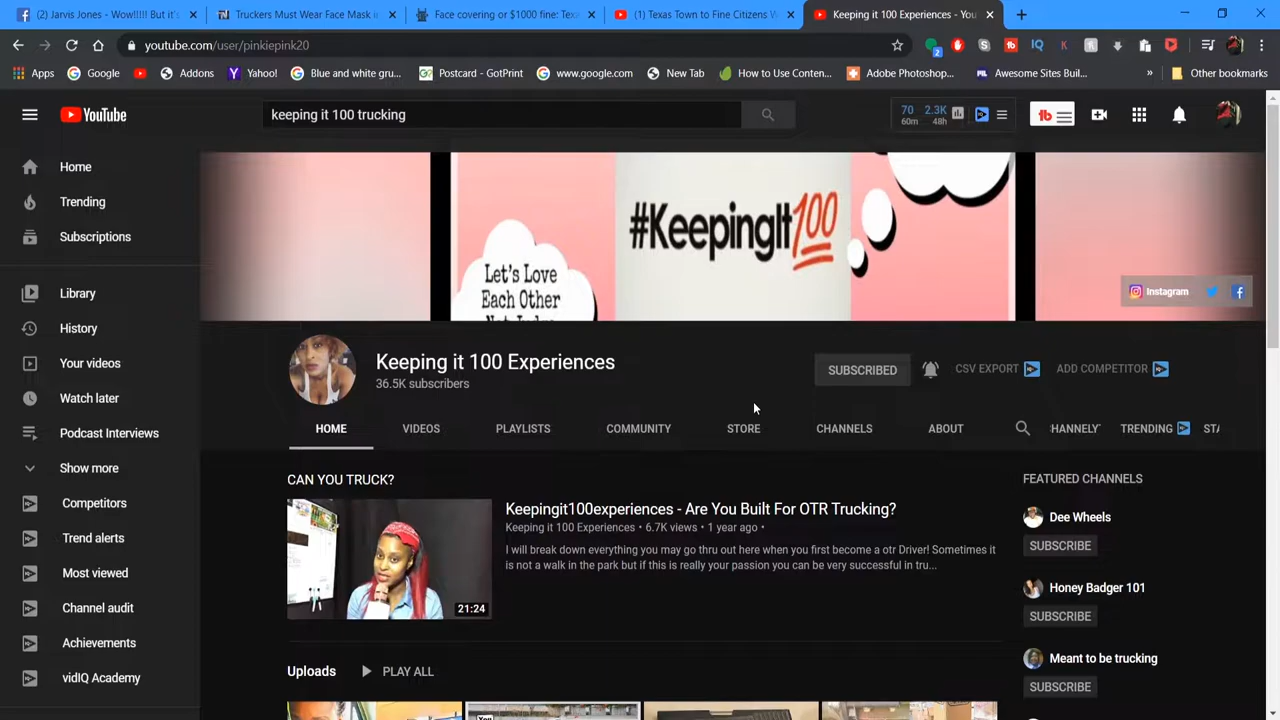 (2) Jarvis Jones - Wow!!!!! But it's
Truckers Must Wear Face Mask in
Face covering or $1000 fine: Texa
(1) Texas Town to Fine Citizens W
Keeping it 100 Experiences - You
youtube.com/user/pinkiepink20
Apps
Google
Addons
Yahoo!
Blue and white gru...
Postcard - GotPrint
www.google.com
New Tab
How to Use Conten...
Adobe Photoshop...
Awesome Sites Buil...
»
Other bookmarks
YouTube
keeping it 100 trucking
70
60m
2.3K
48h
Home
Trending
Subscriptions
Library
History
Your videos
Watch later
Podcast Interviews
Show more
Competitors
Trend alerts
Most viewed
Channel audit
Achievements
vidIQ Academy
Let's Love
Each Other
#KeepingIt100
Instagram
Keeping it 100 Experiences
36.5K subscribers
SUBSCRIBED
CSV EXPORT
ADD COMPETITOR
HOME
VIDEOS
PLAYLISTS
COMMUNITY
STORE
CHANNELS
ABOUT
HANNELY
TRENDING
STA
CAN YOU TRUCK?
21:24
Keepingit100experiences - Are You Built For OTR Trucking?
Keeping it 100 Experiences • 6.7K views • 1 year ago •
I will break down everything you may go thru out here when you first become a otr Driver! Sometimes it
is not a walk in the park but if this is really your passion you can be very successful in tru...
Uploads
PLAY ALL
You
FEATURED CHANNELS
Dee Wheels
SUBSCRIBE
Honey Badger 101
SUBSCRIBE
Meant to be trucking
SUBSCRIBE